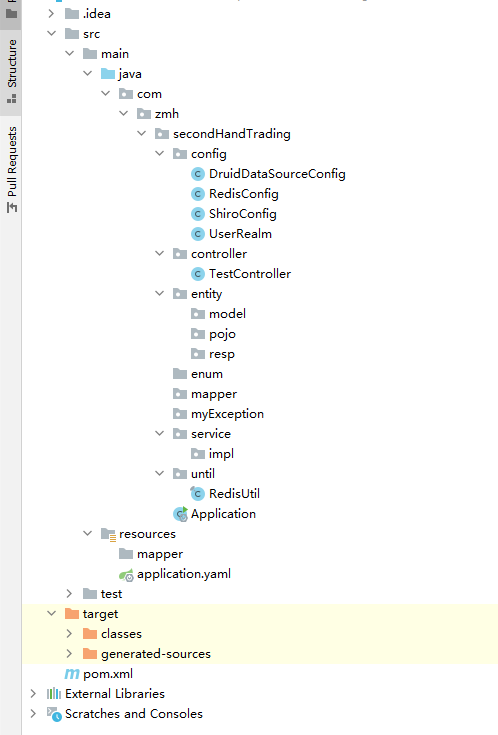 .idea
src
main
java
com
zmh
secondHandTrading
config
DruidDataSourceConfig
RedisConfig
ShiroConfig
UserRealm
controller
TestController
entity
model
pojo
resp
enum
mapper
myException
service
impl
until
RedisUtil
Application
resources
mapper
application.yaml
test
target
classes
generated-sources
pom.xml
External Libraries
Scratches and Consoles
Structure
Pull Requests